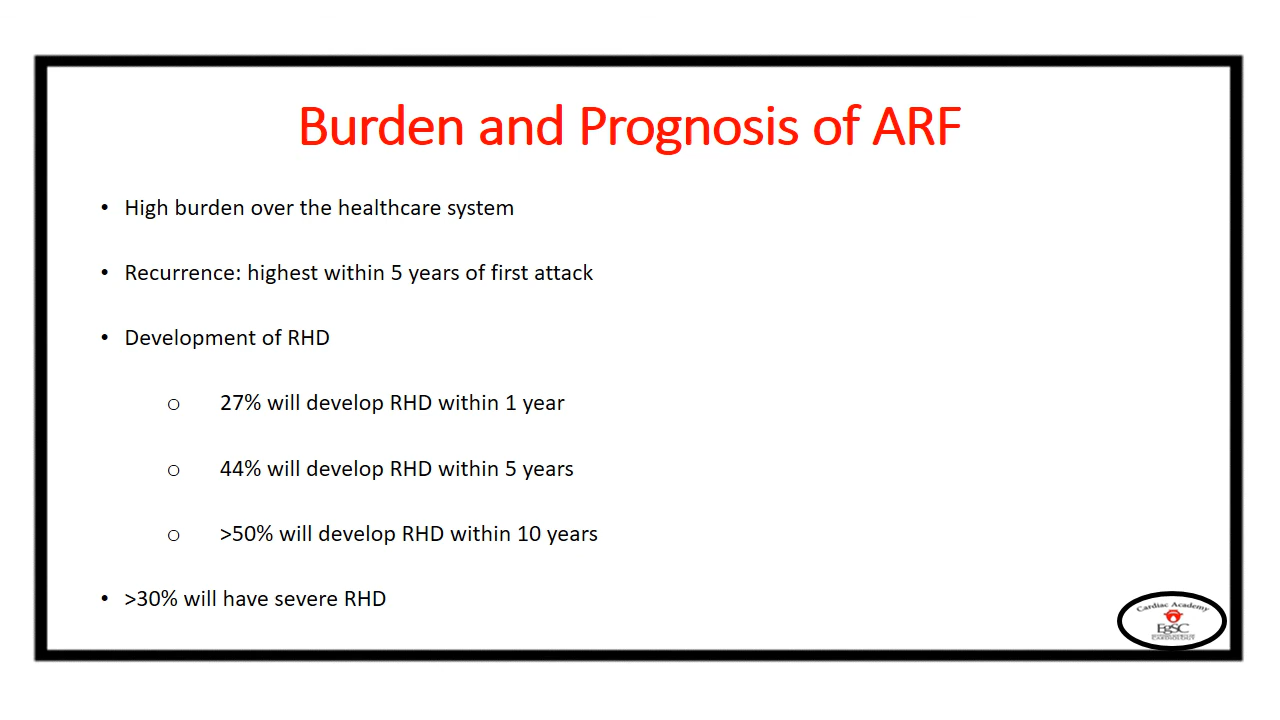 Burden and Prognosis of ARF
• High burden over the healthcare system
• Recurrence: highest within 5 years of first attack
• Development of RHD
o 27% will develop RHD within 1 year
o 44% will develop RHD within 5 years
o >50% will develop RHD within 10 years
• >30% will have severe RHD
Cardiac Academy
EgSC
CARDIOLOGY